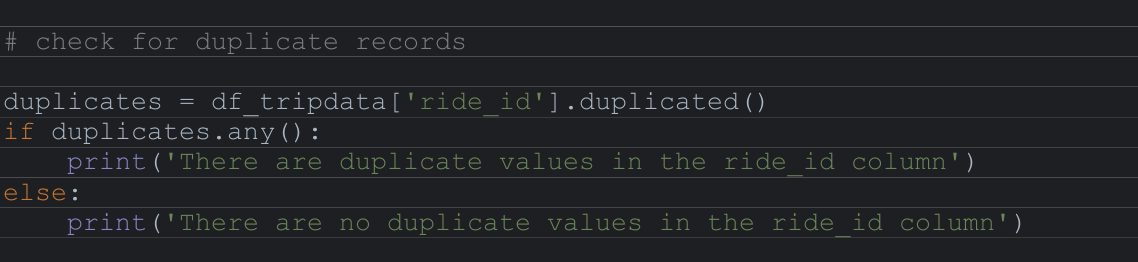 # check for duplicate records
duplicates = df_tripdata['ride_id'].duplicated()
if duplicates.any():
    print('There are duplicate values in the ride_id column')
else:
    print('There are no duplicate values in the ride_id column')